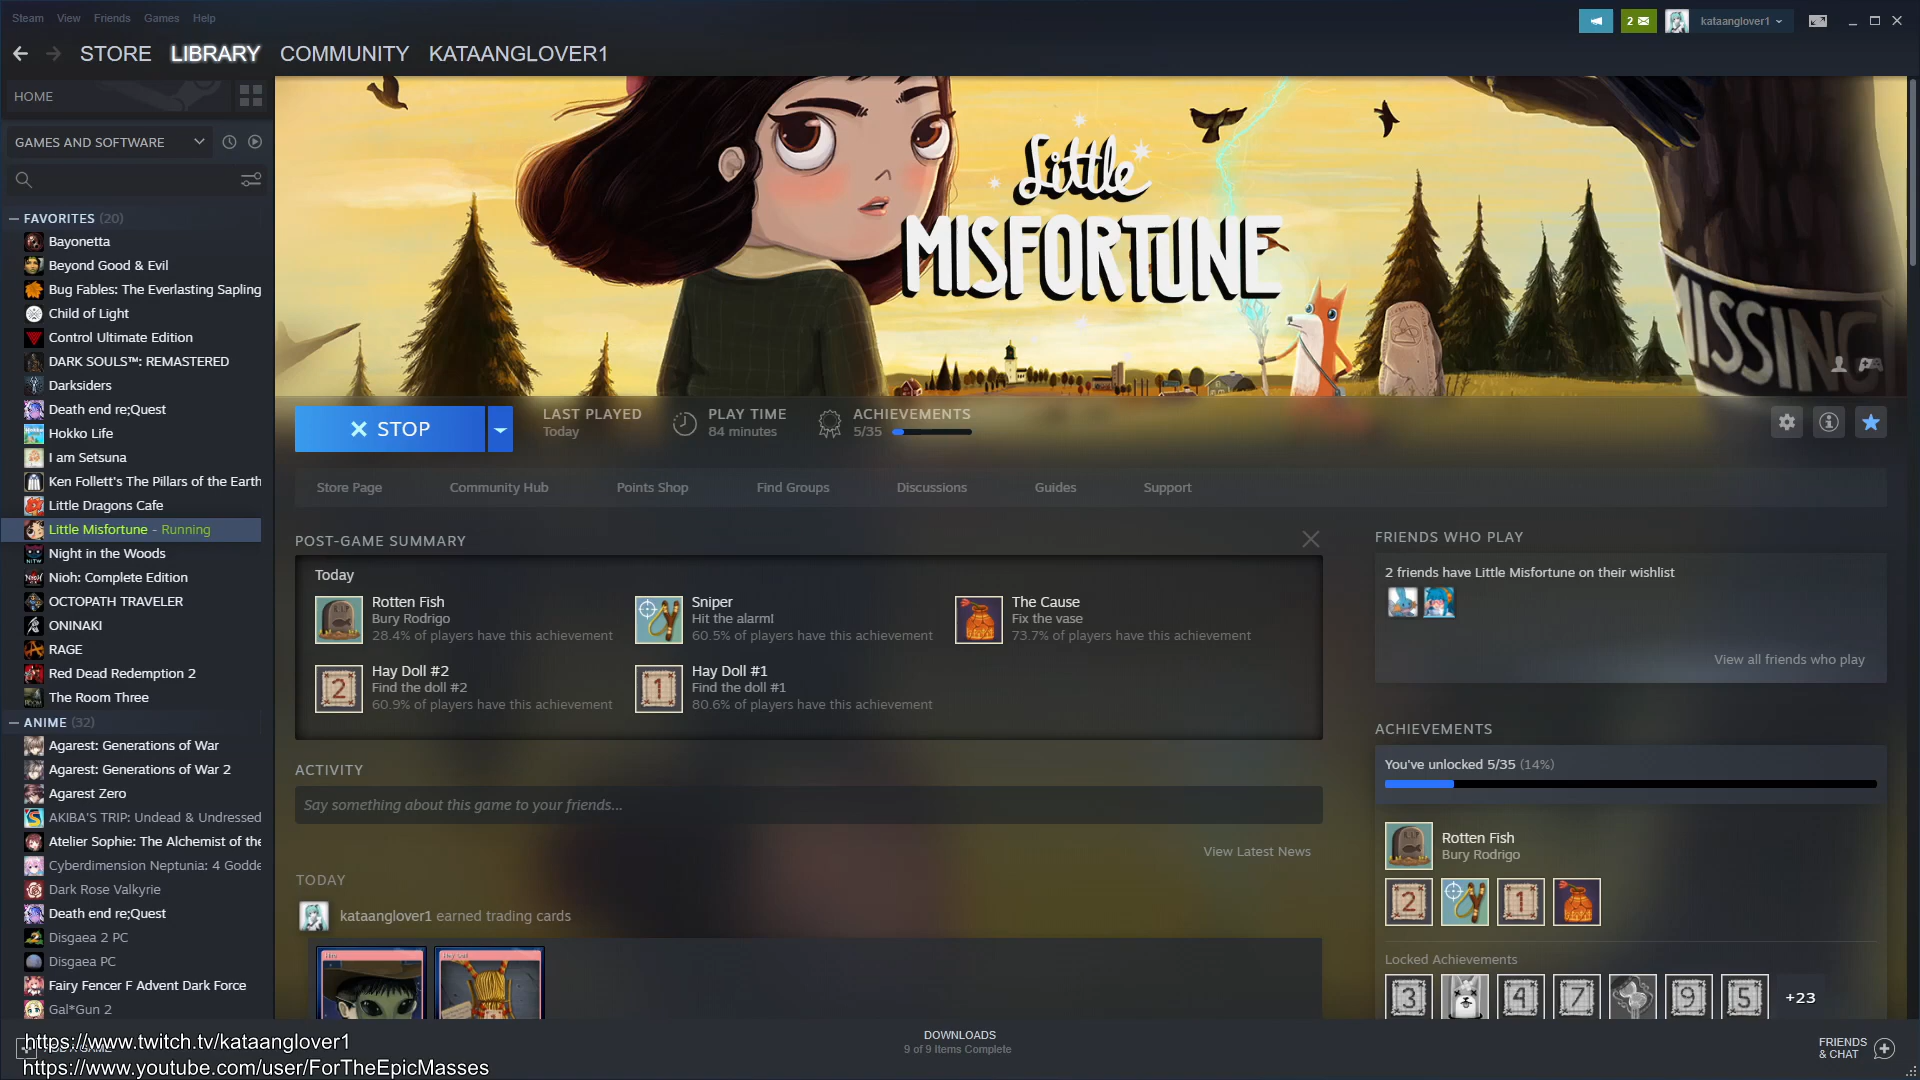 Steam View Friends Games Help
2
kataanglover1
STORE LIBRARY COMMUNITY KATAANGLOVER1
HOME
GAMES AND SOFTWARE
FAVORITES (20)
Bayonetta
Beyond Good & Evil
Bug Fables: The Everlasting Sapling
Child of Light
Control Ultimate Edition
DARK SOULS™: REMASTERED
Darksiders
Death end re;Quest
Hokko Life
I am Setsuna
Ken Follett's The Pillars of the Earth
Little Dragons Cafe
Little Misfortune - Running
Night in the Woods
Nioh: Complete Edition
OCTOPATH TRAVELER
ONINAKI
RAGE
Red Dead Redemption 2
The Room Three
ANIME (32)
Agarest: Generations of War
Agarest: Generations of War 2
Agarest Zero
AKIBA'S TRIP: Undead & Undressed
Atelier Sophie: The Alchemist of the
Cyberdimension Neptunia: 4 Godde
Dark Rose Valkyrie
Death end re;Quest
Disgaea 2 PC
Disgaea PC
Fairy Fencer F Advent Dark Force
Gal*Gun 2
https://www.twitch.tv/kataanglover1
https://www.youtube.com/user/ForTheEpicMasses
Little
MISFORTUNE
MISSING
STOP
LAST PLAYED
Today
PLAY TIME
84 minutes
ACHIEVEMENTS
5/35
Store Page Community Hub Points Shop Find Groups Discussions Guides Support
POST-GAME SUMMARY
Today
Rotten Fish
Bury Rodrigo
28.4% of players have this achievement
Sniper
Hit the alarm!
60.5% of players have this achievement
The Cause
Fix the vase
73.7% of players have this achievement
2
Hay Doll #2
Find the doll #2
60.9% of players have this achievement
1
Hay Doll #1
Find the doll #1
80.6% of players have this achievement
ACTIVITY
Say something about this game to your friends...
View Latest News
TODAY
kataanglover1 earned trading cards
FRIENDS WHO PLAY
2 friends have Little Misfortune on their wishlist
View all friends who play
ACHIEVEMENTS
You've unlocked 5/35 (14%)
Rotten Fish
Bury Rodrigo
2 1
Locked Achievements
3 4 7 9 5 +23
DOWNLOADS
9 of 9 Items Complete
FRIENDS
& CHAT